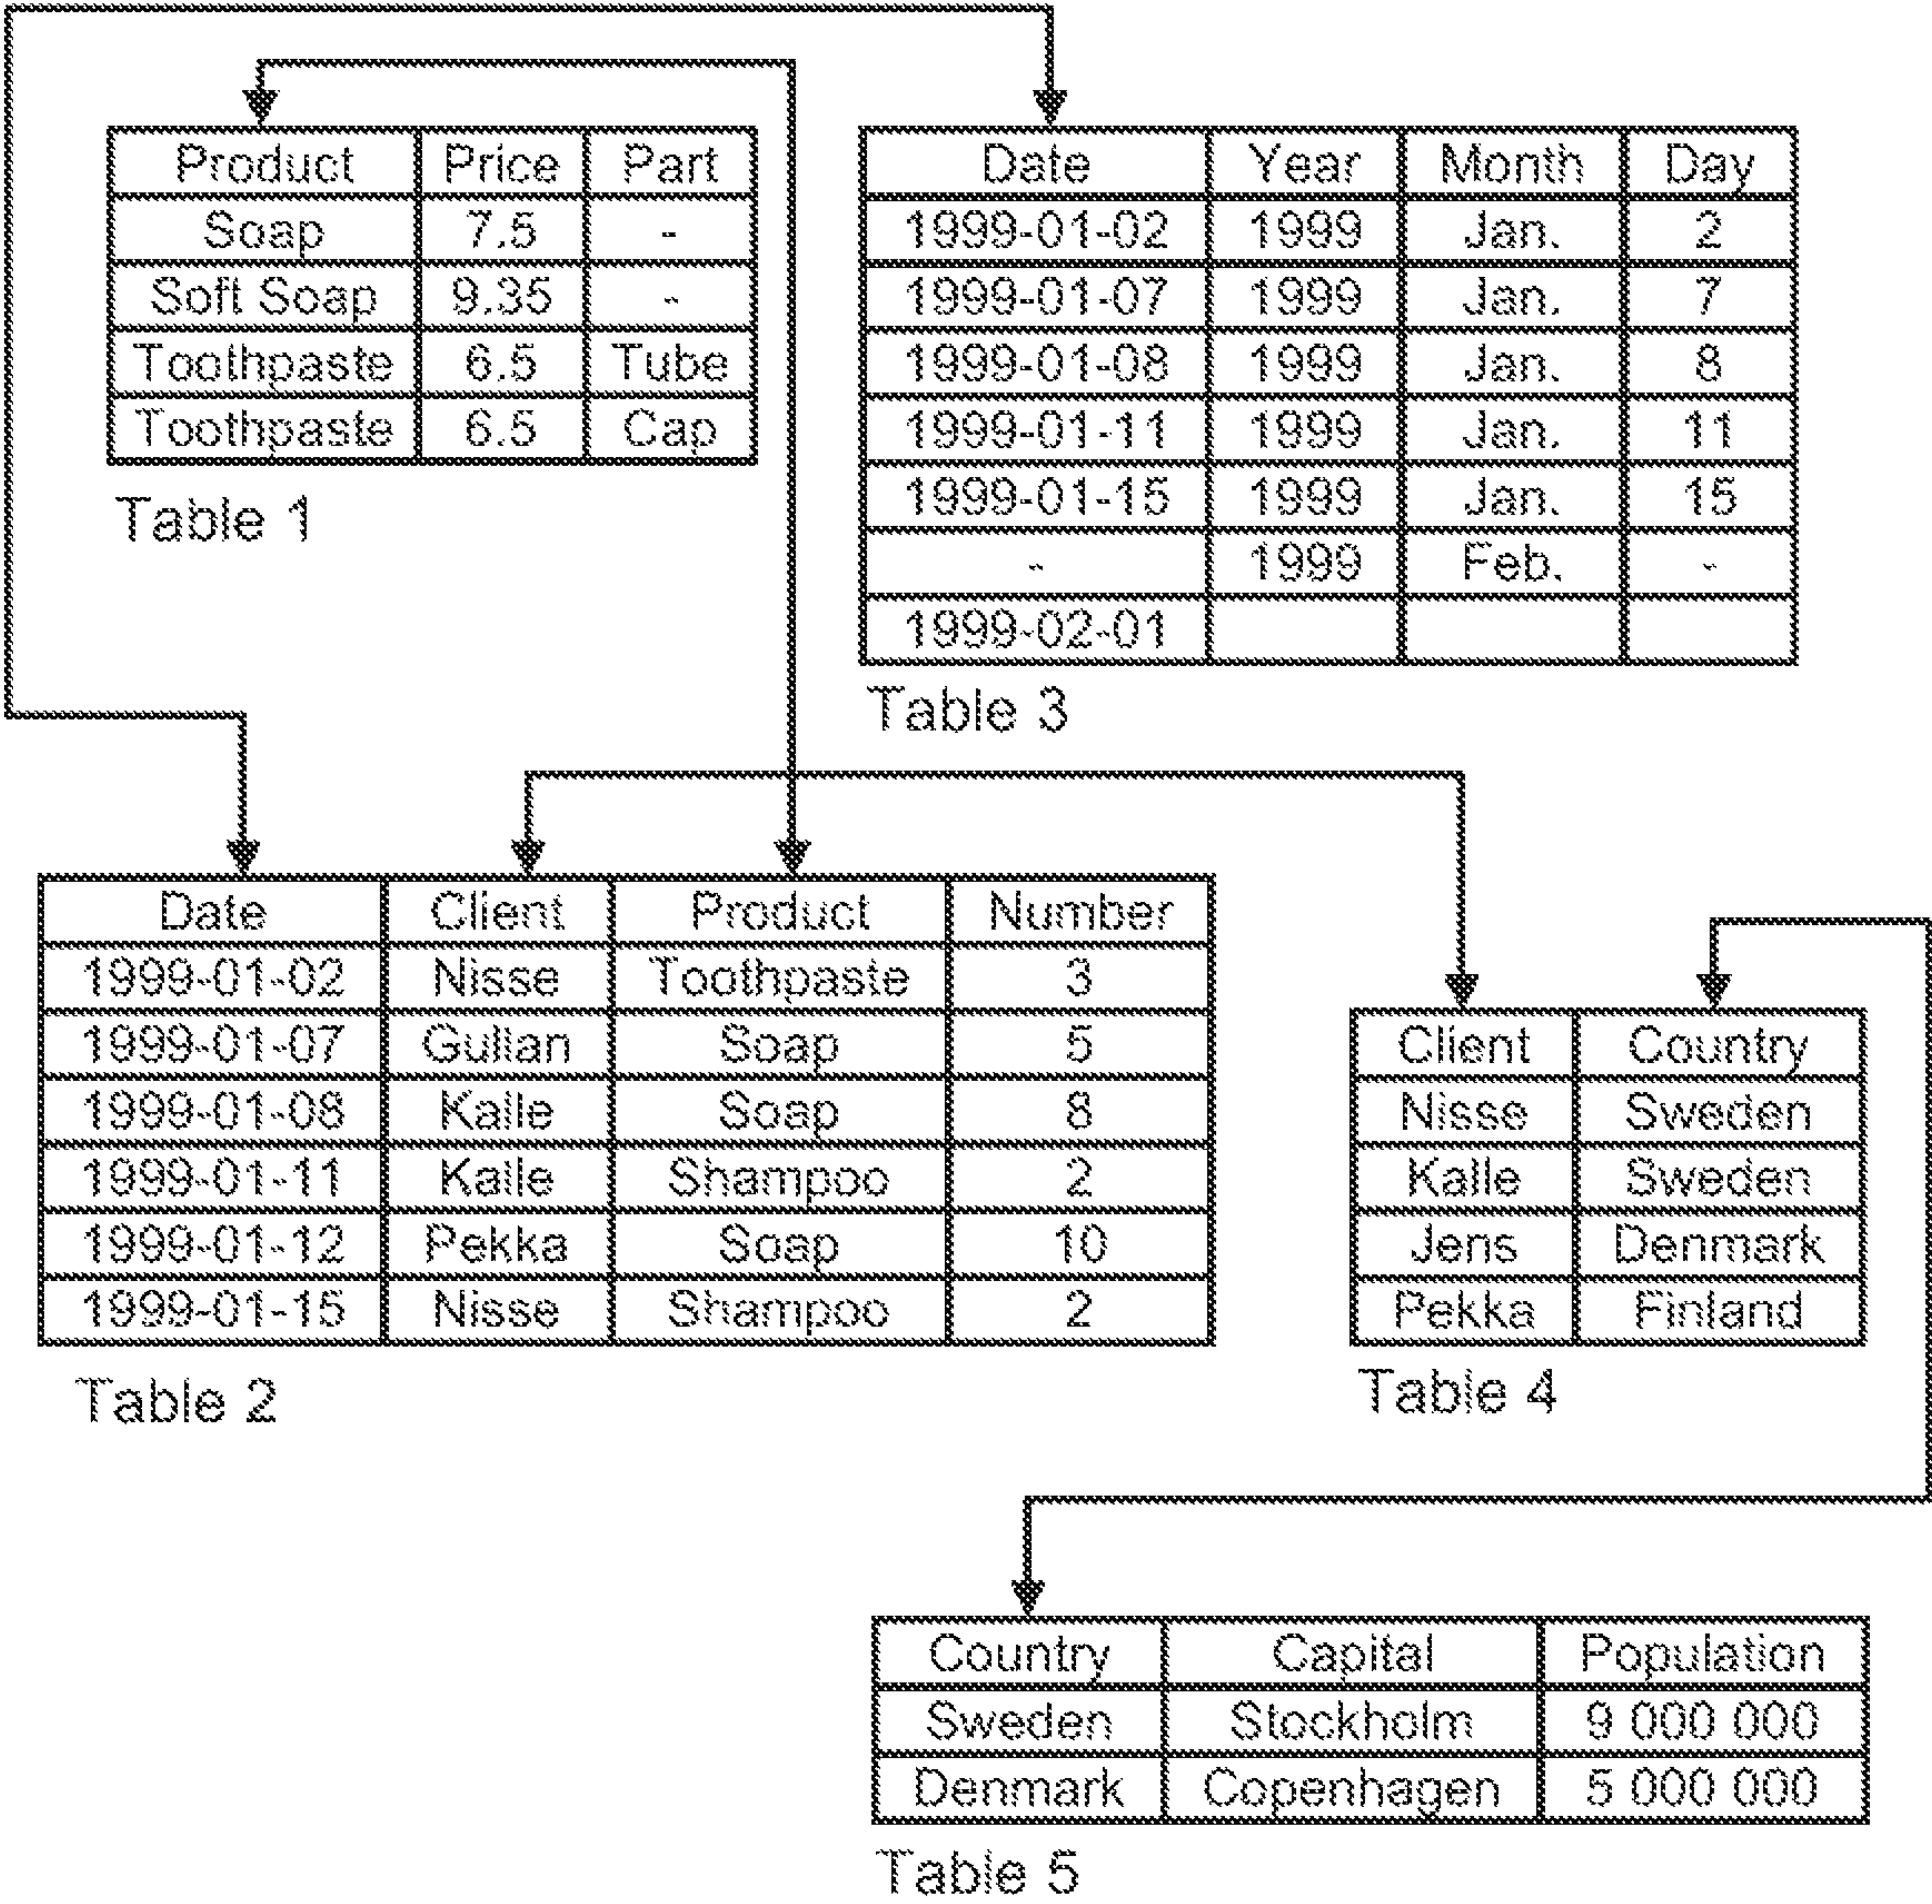 Product Price Part
Soap 7.5 -
Soft Soap 9.35 -
Toothpaste 6.5 Tube
Toothpaste 6.5 Cap
Table 1
Date Year Month Day
1999-01-02 1999 Jan. 2
1999-01-07 1999 Jan. 7
1999-01-08 1999 Jan. 8
1999-01-11 1999 Jan. 11
1999-01-15 1999 Jan. 15
- 1999 Feb. -
1999-02-01
Table 3
Date Client Product Number
1999-01-02 Nisse Toothpaste 3
1999-01-07 Gullan Soap 5
1999-01-08 Kalle Soap 8
1999-01-11 Kalle Shampoo 2
1999-01-12 Pekka Soap 10
1999-01-15 Nisse Shampoo 2
Table 2
Client Country
Nisse Sweden
Kalle Sweden
Jens Denmark
Pekka Finland
Table 4
Country Capital Population
Sweden Stockholm 9 000 000
Denmark Copenhagen 5 000 000
Table 5